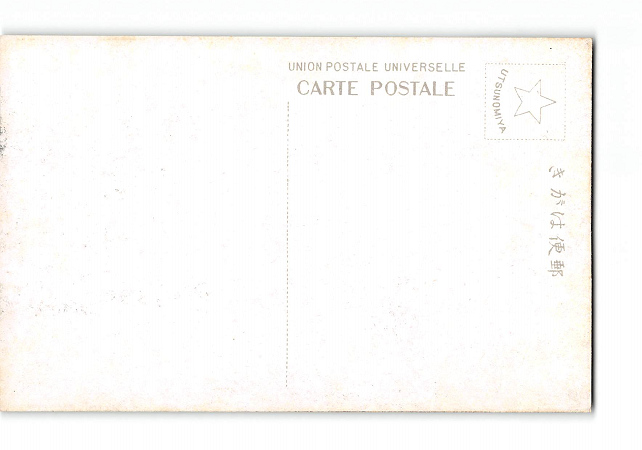 UNION POSTALE UNIVERSELLE
CARTE POSTALE
UTSUNOMIYA
きがは便郵